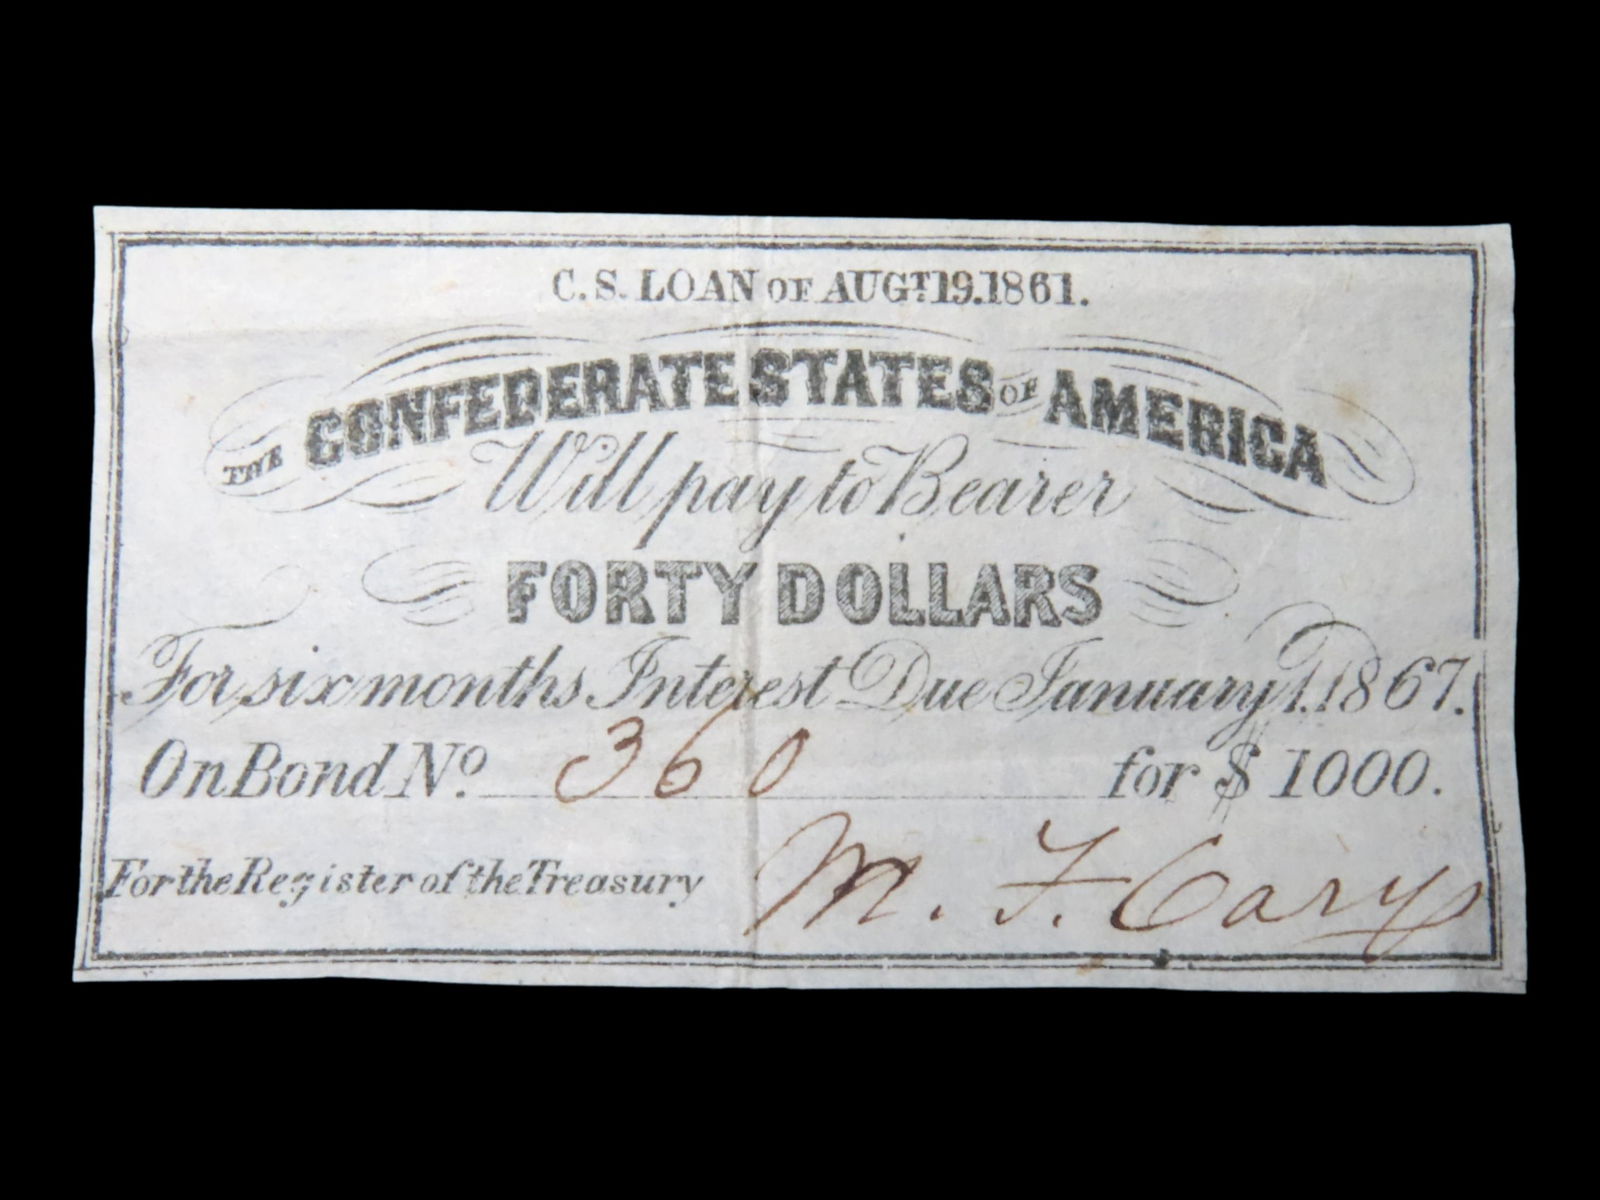 C. S. LOAN OF AUGT. 19. 1861.
THE CONFEDERATE STATES OF AMERICA
Will pay to Bearer
FORTY DOLLARS
For six months Interest Due January 1. 1867.
On Bond No. 360 for $ 1000.
For the Register of the Treasury M. F. Cary